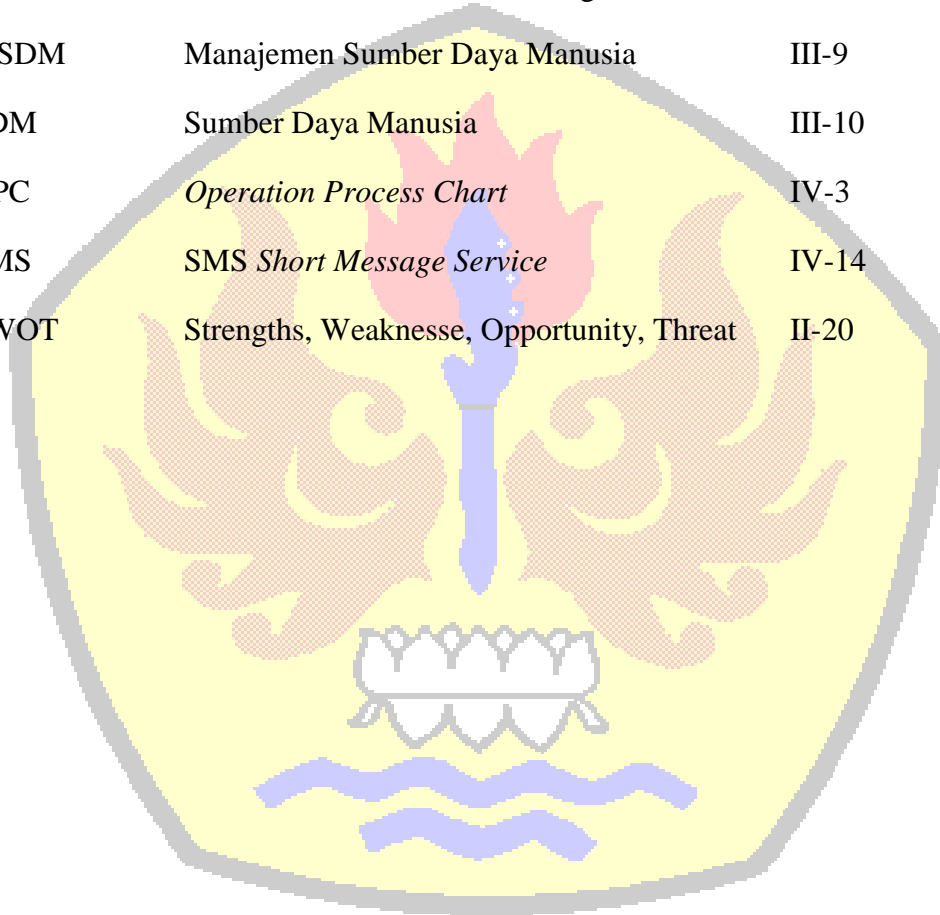 SDM Manajemen Sumber Daya Manusia III-9
DM Sumber Daya Manusia III-10
PC Operation Process Chart IV-3
MS SMS Short Message Service IV-14
WOT Strengths, Weaknesse, Opportunity, Threat II-20